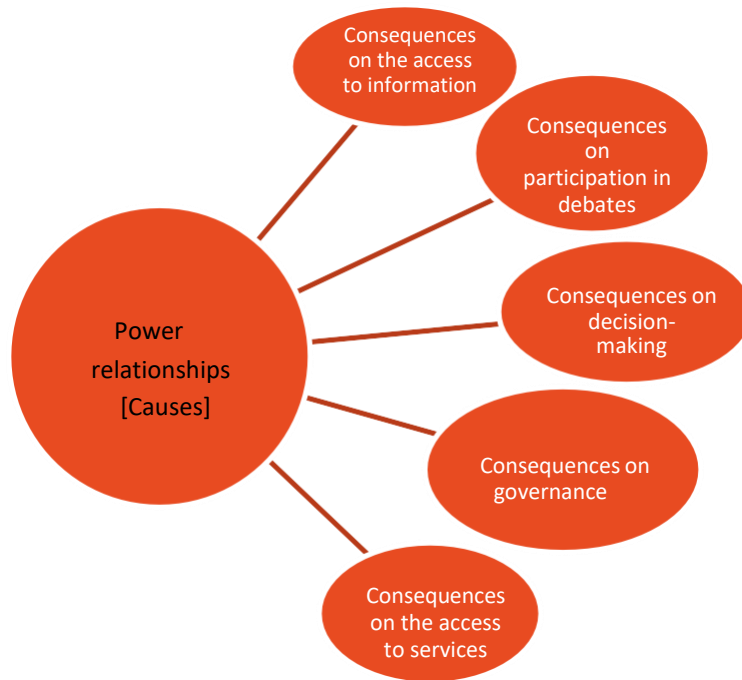 Consequences
on the access
to information
Consequences
on
participation in
debates
Consequences on
decision-
making
Power
relationships
[Causes]
Consequences on
governance
Consequences
on the access
to services